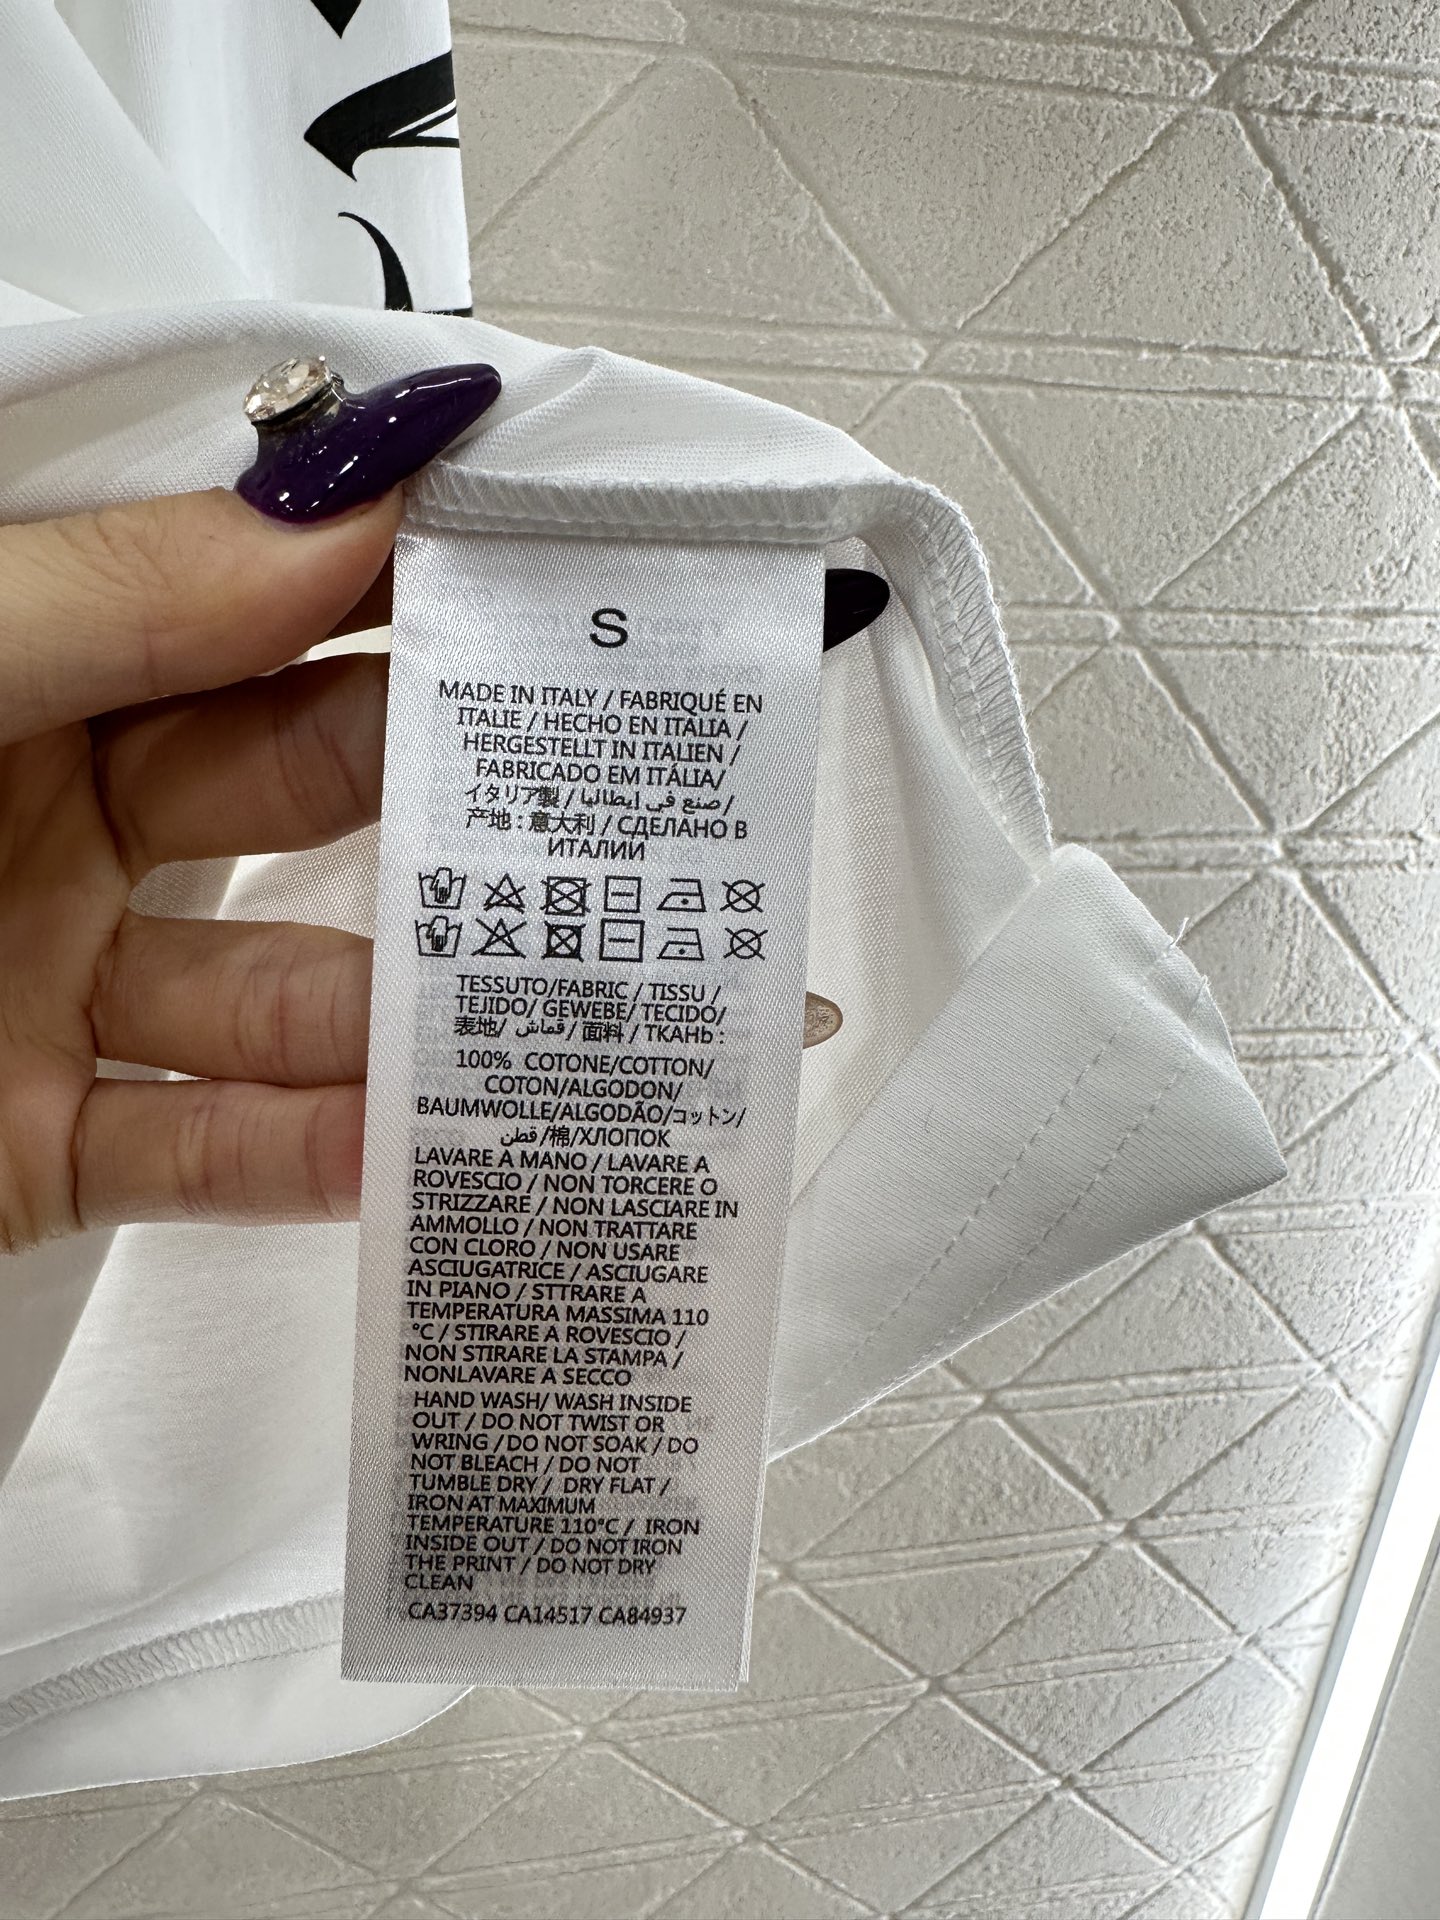 S
MADE IN ITALY / FABRIQUÉ EN
ITALIE / HECHO EN ITALIA /
HERGESTELLT IN ITALIEN /
FABRICADO EM ITÁLIA/
イタリア製 / صنع في إيطاليا /
产地 : 意大利 / СДЕЛАНО В
ИТАЛИИ
TESSUTO/FABRIC / TISSU /
TEJIDO/ GEWEBE/ TECIDO/
表地/ قماش / 面料 / ТКАНЬ :
100% COTONE/COTTON/
COTON/ALGODON/
BAUMWOLLE/ALGODÃO/コットン/
قطن /棉/ХЛОПОК
LAVARE A MANO / LAVARE A
ROVESCIO / NON TORCERE O
STRIZZARE / NON LASCIARE IN
AMMOLLO / NON TRATTARE
CON CLORO / NON USARE
ASCIUGATRICE / ASCIUGARE
IN PIANO / STTRARE A
TEMPERATURA MASSIMA 110
°C / STIRARE A ROVESCIO /
NON STIRARE LA STAMPA /
NONLAVARE A SECCO
HAND WASH/ WASH INSIDE
OUT / DO NOT TWIST OR
WRING / DO NOT SOAK / DO
NOT BLEACH / DO NOT
TUMBLE DRY / DRY FLAT /
IRON AT MAXIMUM
TEMPERATURE 110°C / IRON
INSIDE OUT / DO NOT IRON
THE PRINT / DO NOT DRY
CLEAN
CA37394 CA14517 CA84937